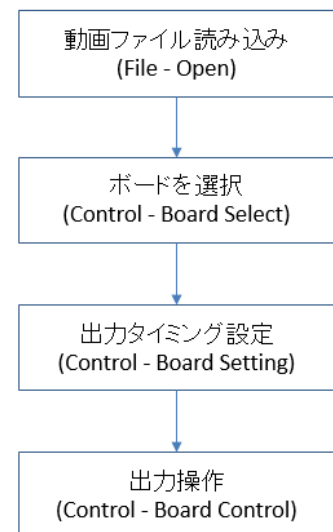 動画ファイル読み込み
(File - Open)
ボードを選択
(Control - Board Select)
出力タイミング設定
(Control - Board Setting)
出力操作
(Control - Board Control)